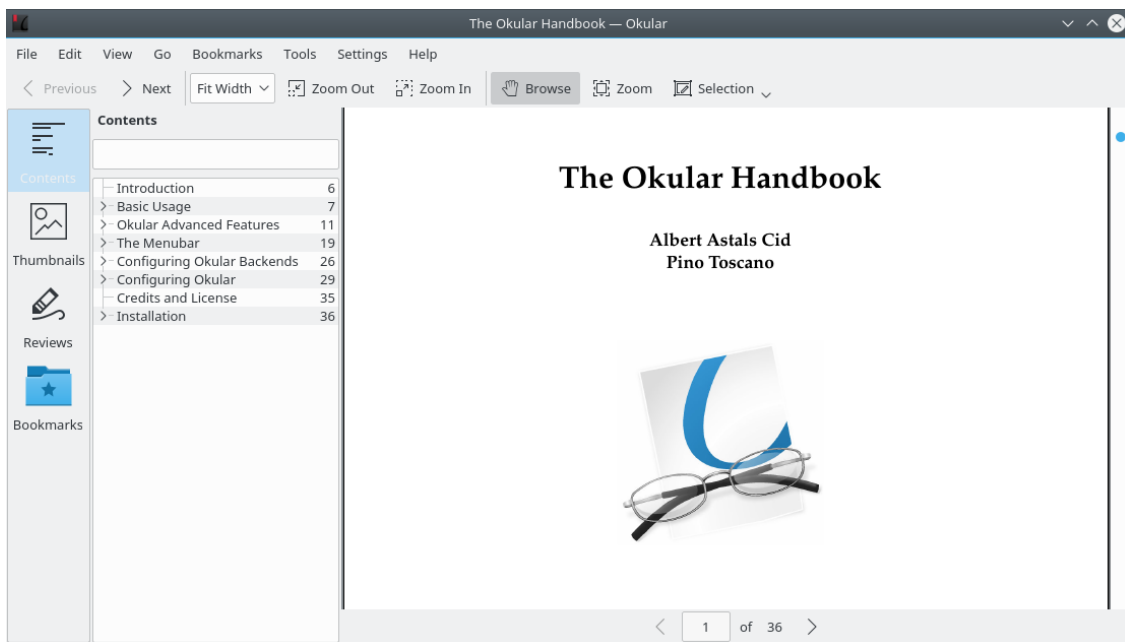 The Okular Handbook — Okular
File Edit View Go Bookmarks Tools Settings Help
Previous Next Fit Width Zoom Out Zoom In Browse Zoom Selection
Contents
Contents
Thumbnails
Reviews
Bookmarks
Introduction 6
Basic Usage 7
Okular Advanced Features 11
The Menubar 19
Configuring Okular Backends 26
Configuring Okular 29
Credits and License 35
Installation 36
The Okular Handbook
Albert Astals Cid
Pino Toscano
1 of 36